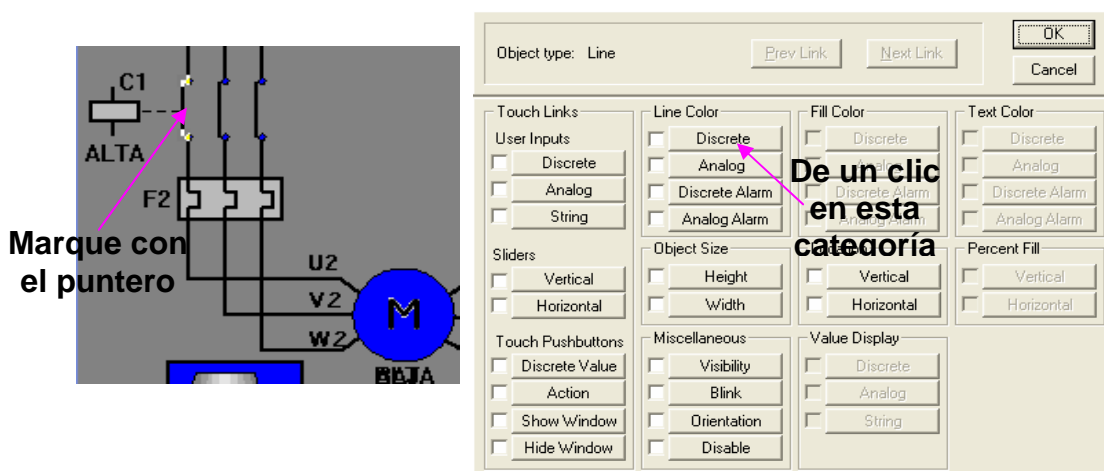 C1
ALTA
F2
Marque con
el puntero
U2
V2
W2
M
BAJA
Object type: Line
Prev Link
Next Link
OK
Cancel
Touch Links
User Inputs
Discrete
Analog
String
Sliders
Vertical
Horizontal
Touch Pushbuttons
Discrete Value
Action
Show Window
Hide Window
Line Color
Discrete
Analog
Discrete Alarm
Analog Alarm
Object Size
Height
Width
Miscellaneous
Visibility
Blink
Orientation
Disable
Fill Color
Discrete
Discrete Alarm
Analog Alarm
De un clic
en esta
categoría
Vertical
Horizontal
Value Display
Discrete
Analog
String
Text Color
Discrete
Analog
Discrete Alarm
Analog Alarm
Percent Fill
Vertical
Horizontal